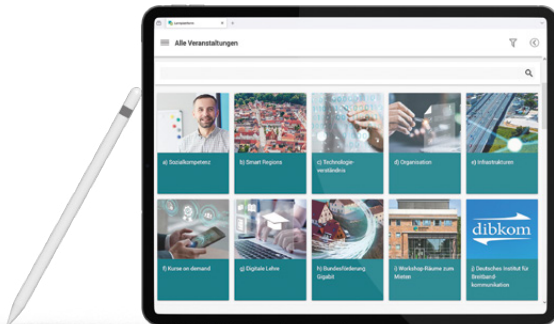 Lernplattform
Alle Veranstaltungen
a) Sozialkompetenz
b) Smart Regions
c) Technologie-
verständnis
d) Organisation
e) Infrastrukturen
dibkom
f) Kurse on demand
g) Digitale Lehre
h) Bundesförderung
Gigabit
i) Workshop-Räume zum
Mieten
j) Deutsches Institut für
Breitband-
kommunikation